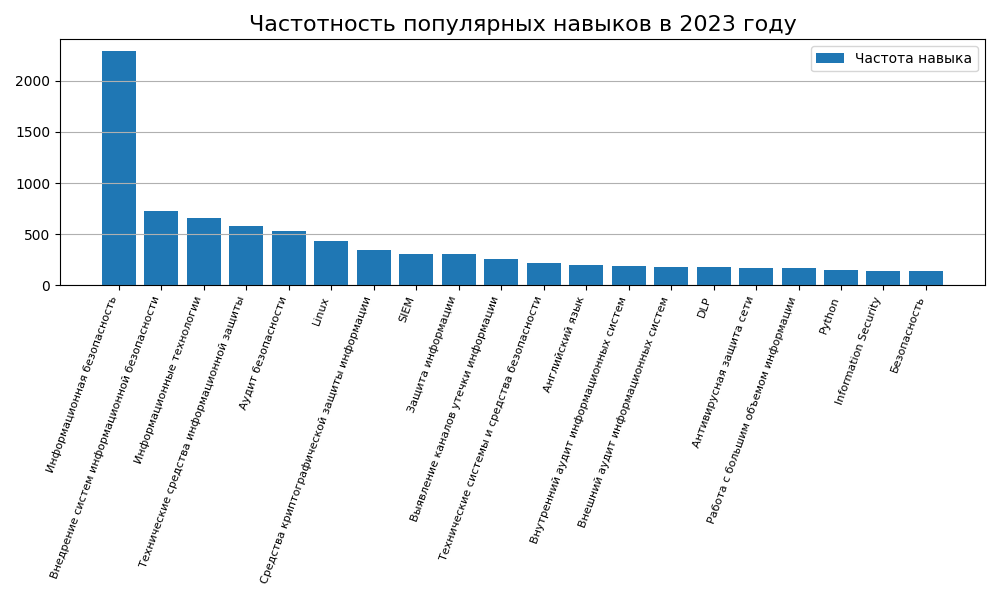 Частотность популярных навыков в 2023 году
Частота навыка
2000
1500
1000
500
0
Информационная безопасность
Внедрение систем информационной безопасности
Информационные технологии
Технические средства информационной защиты
Аудит безопасности
Linux
Средства криптографической защиты информации
SIEM
Защита информации
Выявление каналов утечки информации
Технические системы и средства безопасности
Английский язык
Внутренний аудит информационных систем
Внешний аудит информационных систем
DLP
Антивирусная защита сети
Работа с большим объемом информации
Python
Information Security
Безопасность